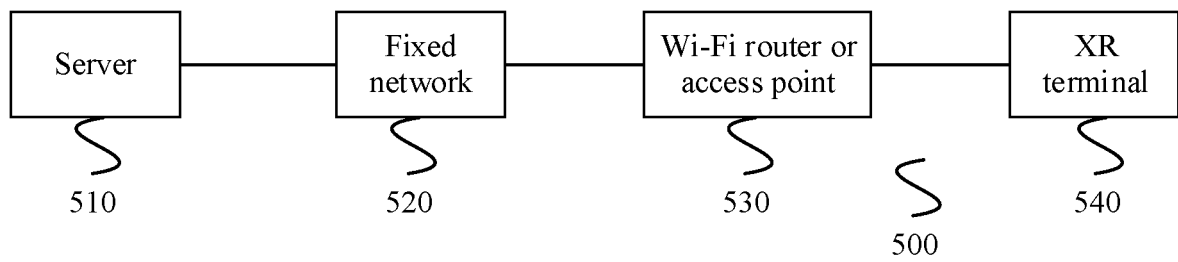 Server
Fixed
network
Wi-Fi router or
access point
XR
terminal
510
520
530
540
500